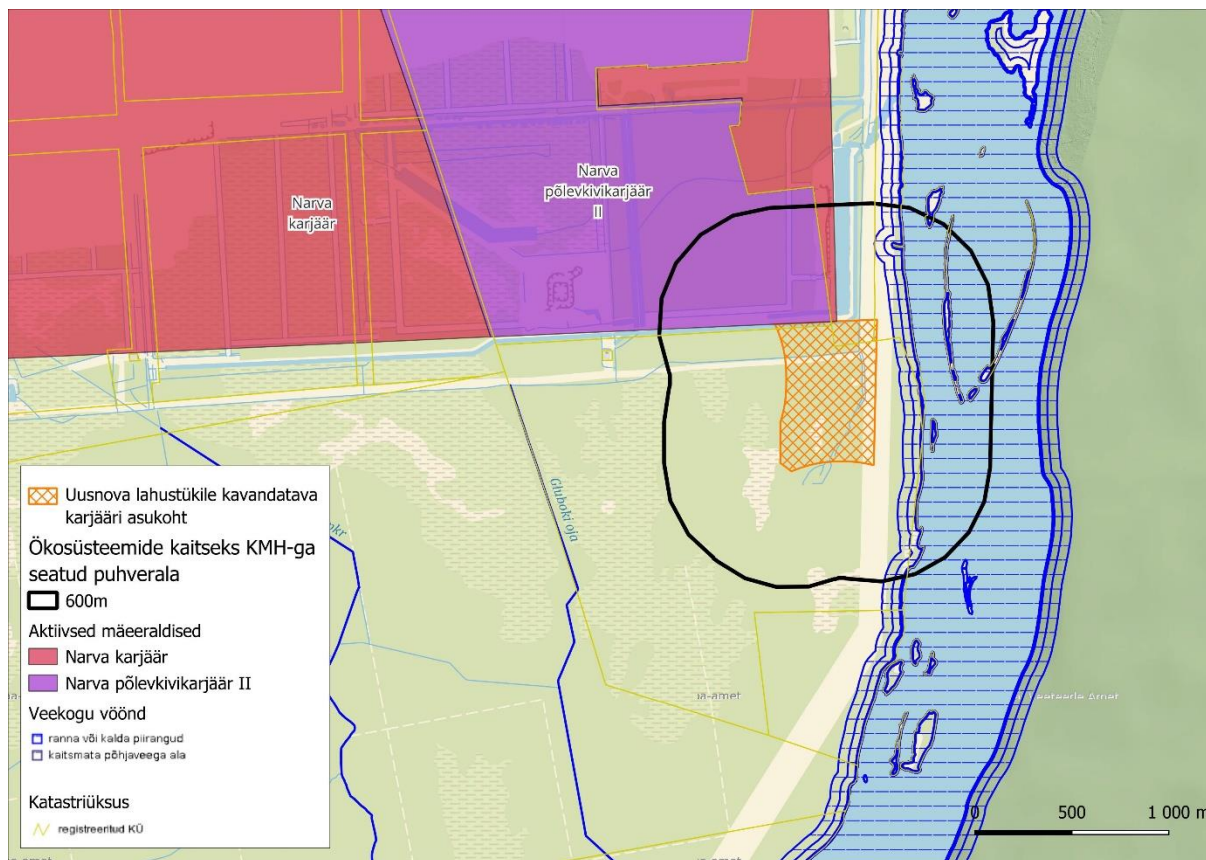 Narva
karjäär
Narva
põlevkivikarjäär
II
Gluboki oja
Uusnova lahustükile kavandatava
karjääri asukoht
Ökosüsteemide kaitseks KMH-ga
seatud puhverala
600m
Aktiivsed mäeeraldised
Narva karjäär
Narva põlevkivikarjäär II
Veekogu vöönd
ranna või kalda piirangud
kaitsmata põhjaveega ala
Katastriüksus
registreeritud KÜ
0 500 1 000 m